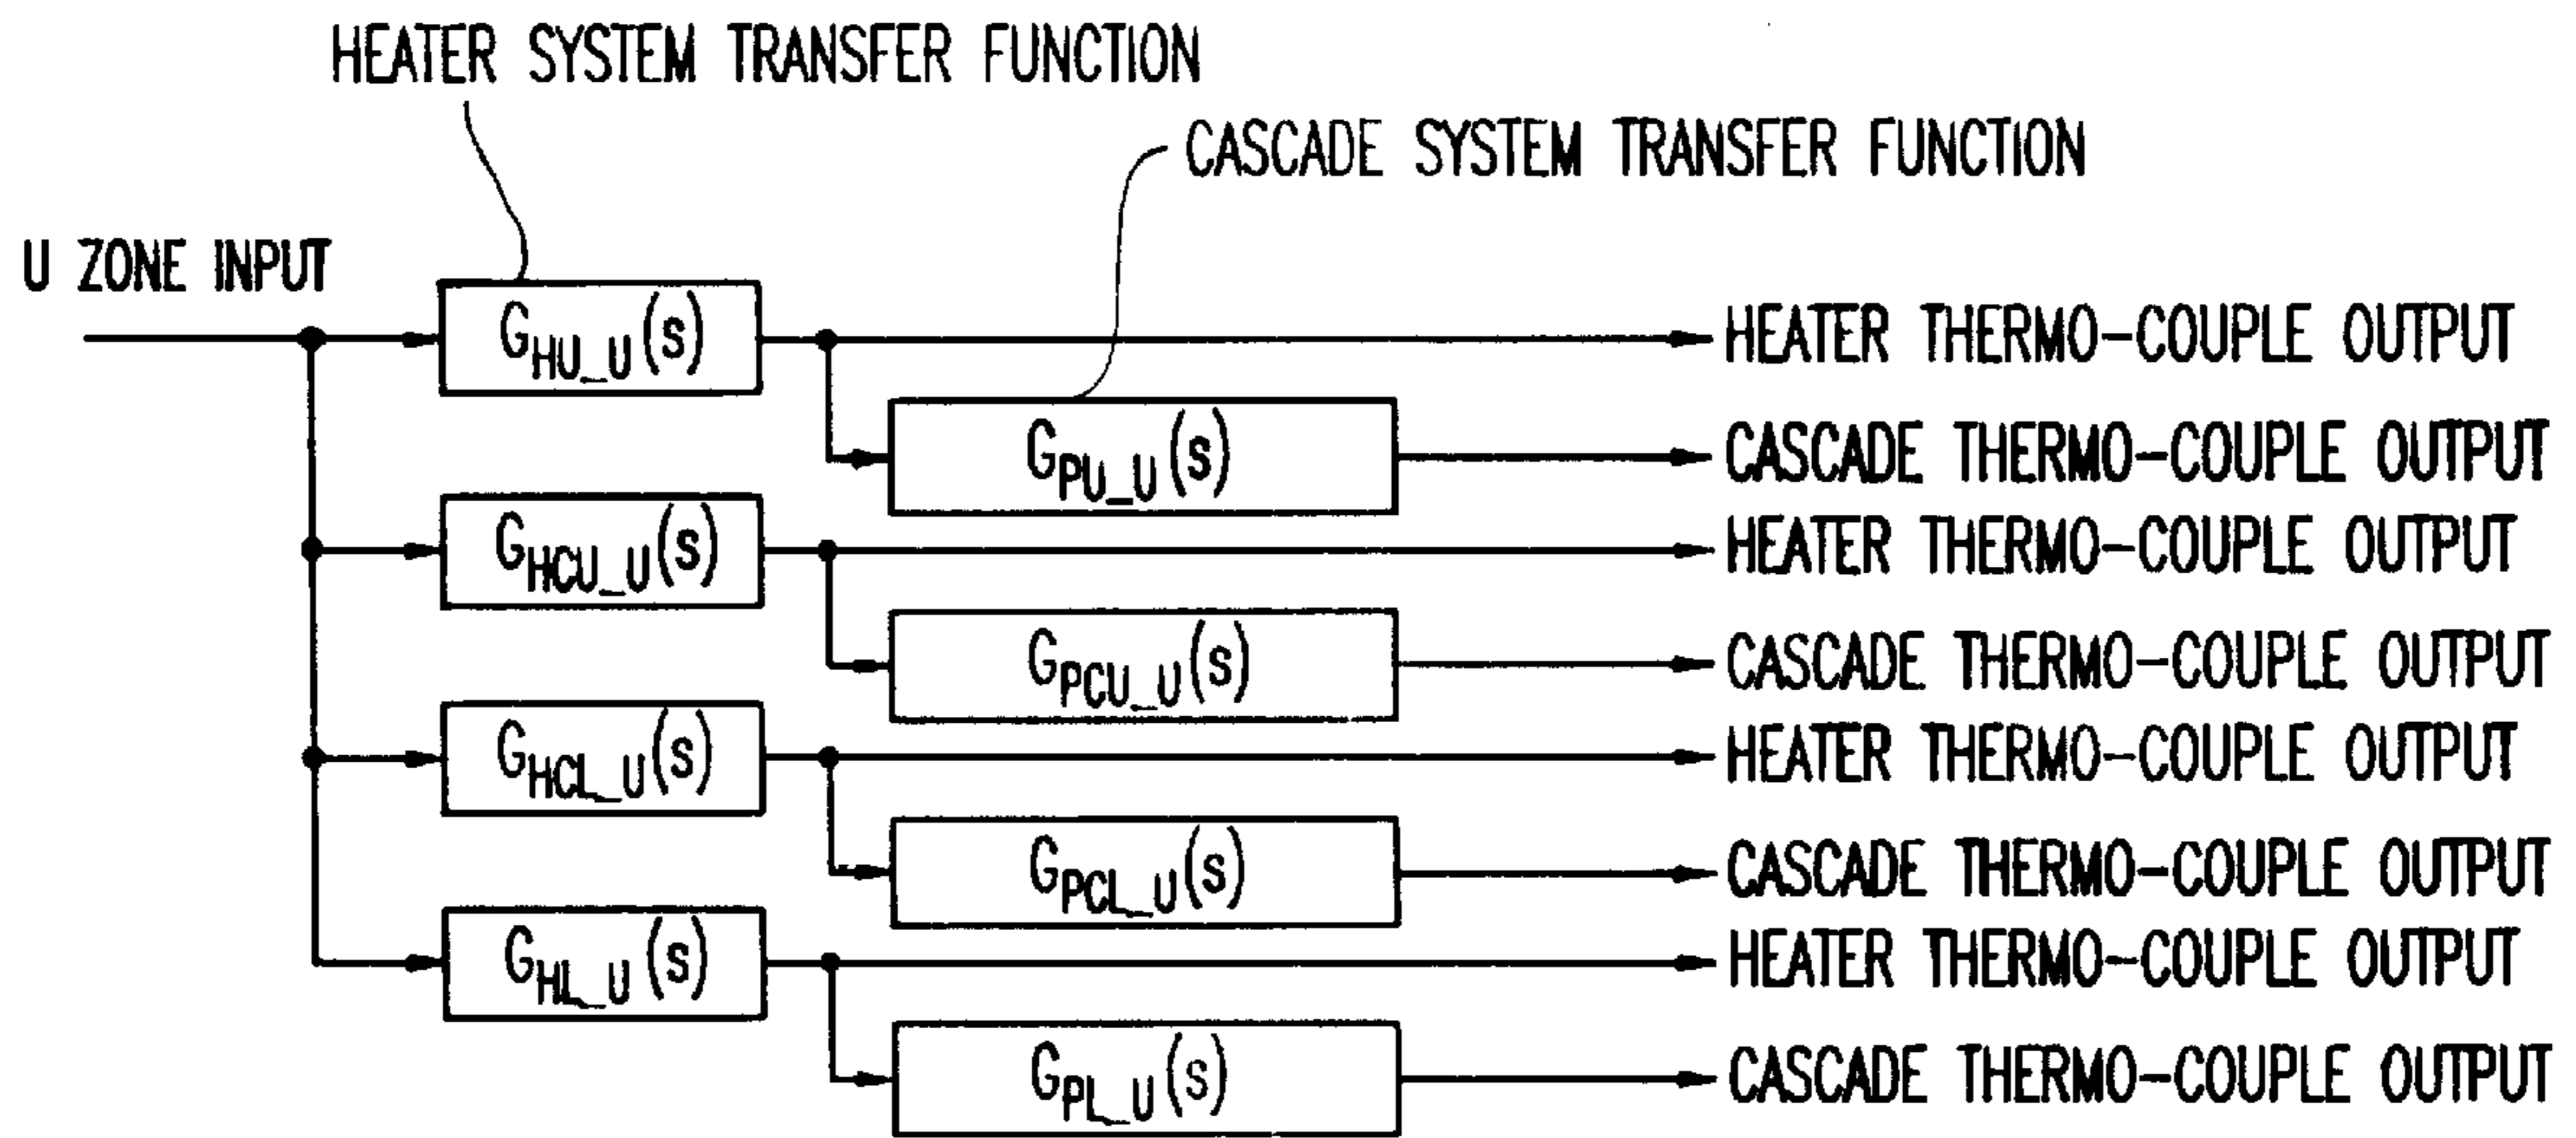 HEATER SYSTEM TRANSFER FUNCTION
CASCADE SYSTEM TRANSFER FUNCTION
U ZONE INPUT
G_HU_U(s)
HEATER THERMO-COUPLE OUTPUT
G_PU_U(s)
CASCADE THERMO-COUPLE OUTPUT
G_HCU_U(s)
HEATER THERMO-COUPLE OUTPUT
G_PCU_U(s)
CASCADE THERMO-COUPLE OUTPUT
G_HCL_U(s)
HEATER THERMO-COUPLE OUTPUT
G_PCL_U(s)
CASCADE THERMO-COUPLE OUTPUT
G_HL_U(s)
HEATER THERMO-COUPLE OUTPUT
G_PL_U(s)
CASCADE THERMO-COUPLE OUTPUT